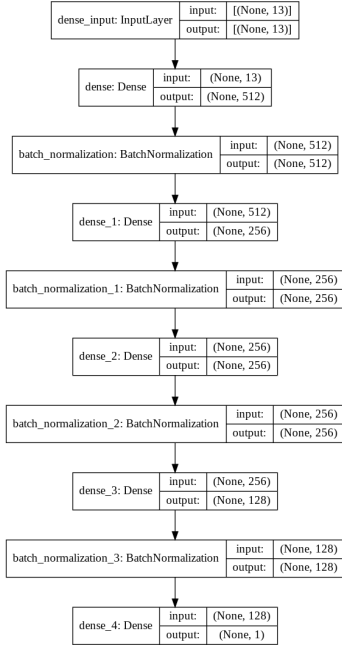 dense_input: InputLayer
input: [(None, 13)]
output: [(None, 13)]
dense: Dense
input: (None, 13)
output: (None, 512)
batch_normalization: BatchNormalization
input: (None, 512)
output: (None, 512)
dense_1: Dense
input: (None, 512)
output: (None, 256)
batch_normalization_1: BatchNormalization
input: (None, 256)
output: (None, 256)
dense_2: Dense
input: (None, 256)
output: (None, 256)
batch_normalization_2: BatchNormalization
input: (None, 256)
output: (None, 256)
dense_3: Dense
input: (None, 256)
output: (None, 128)
batch_normalization_3: BatchNormalization
input: (None, 128)
output: (None, 128)
dense_4: Dense
input: (None, 128)
output: (None, 1)